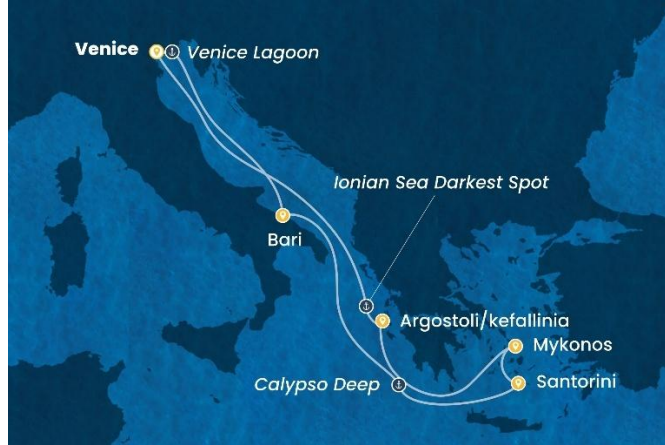 Venice
Venice Lagoon
Ionian Sea Darkest Spot
Bari
Argostoli/kefallinia
Mykonos
Calypso Deep
Santorini